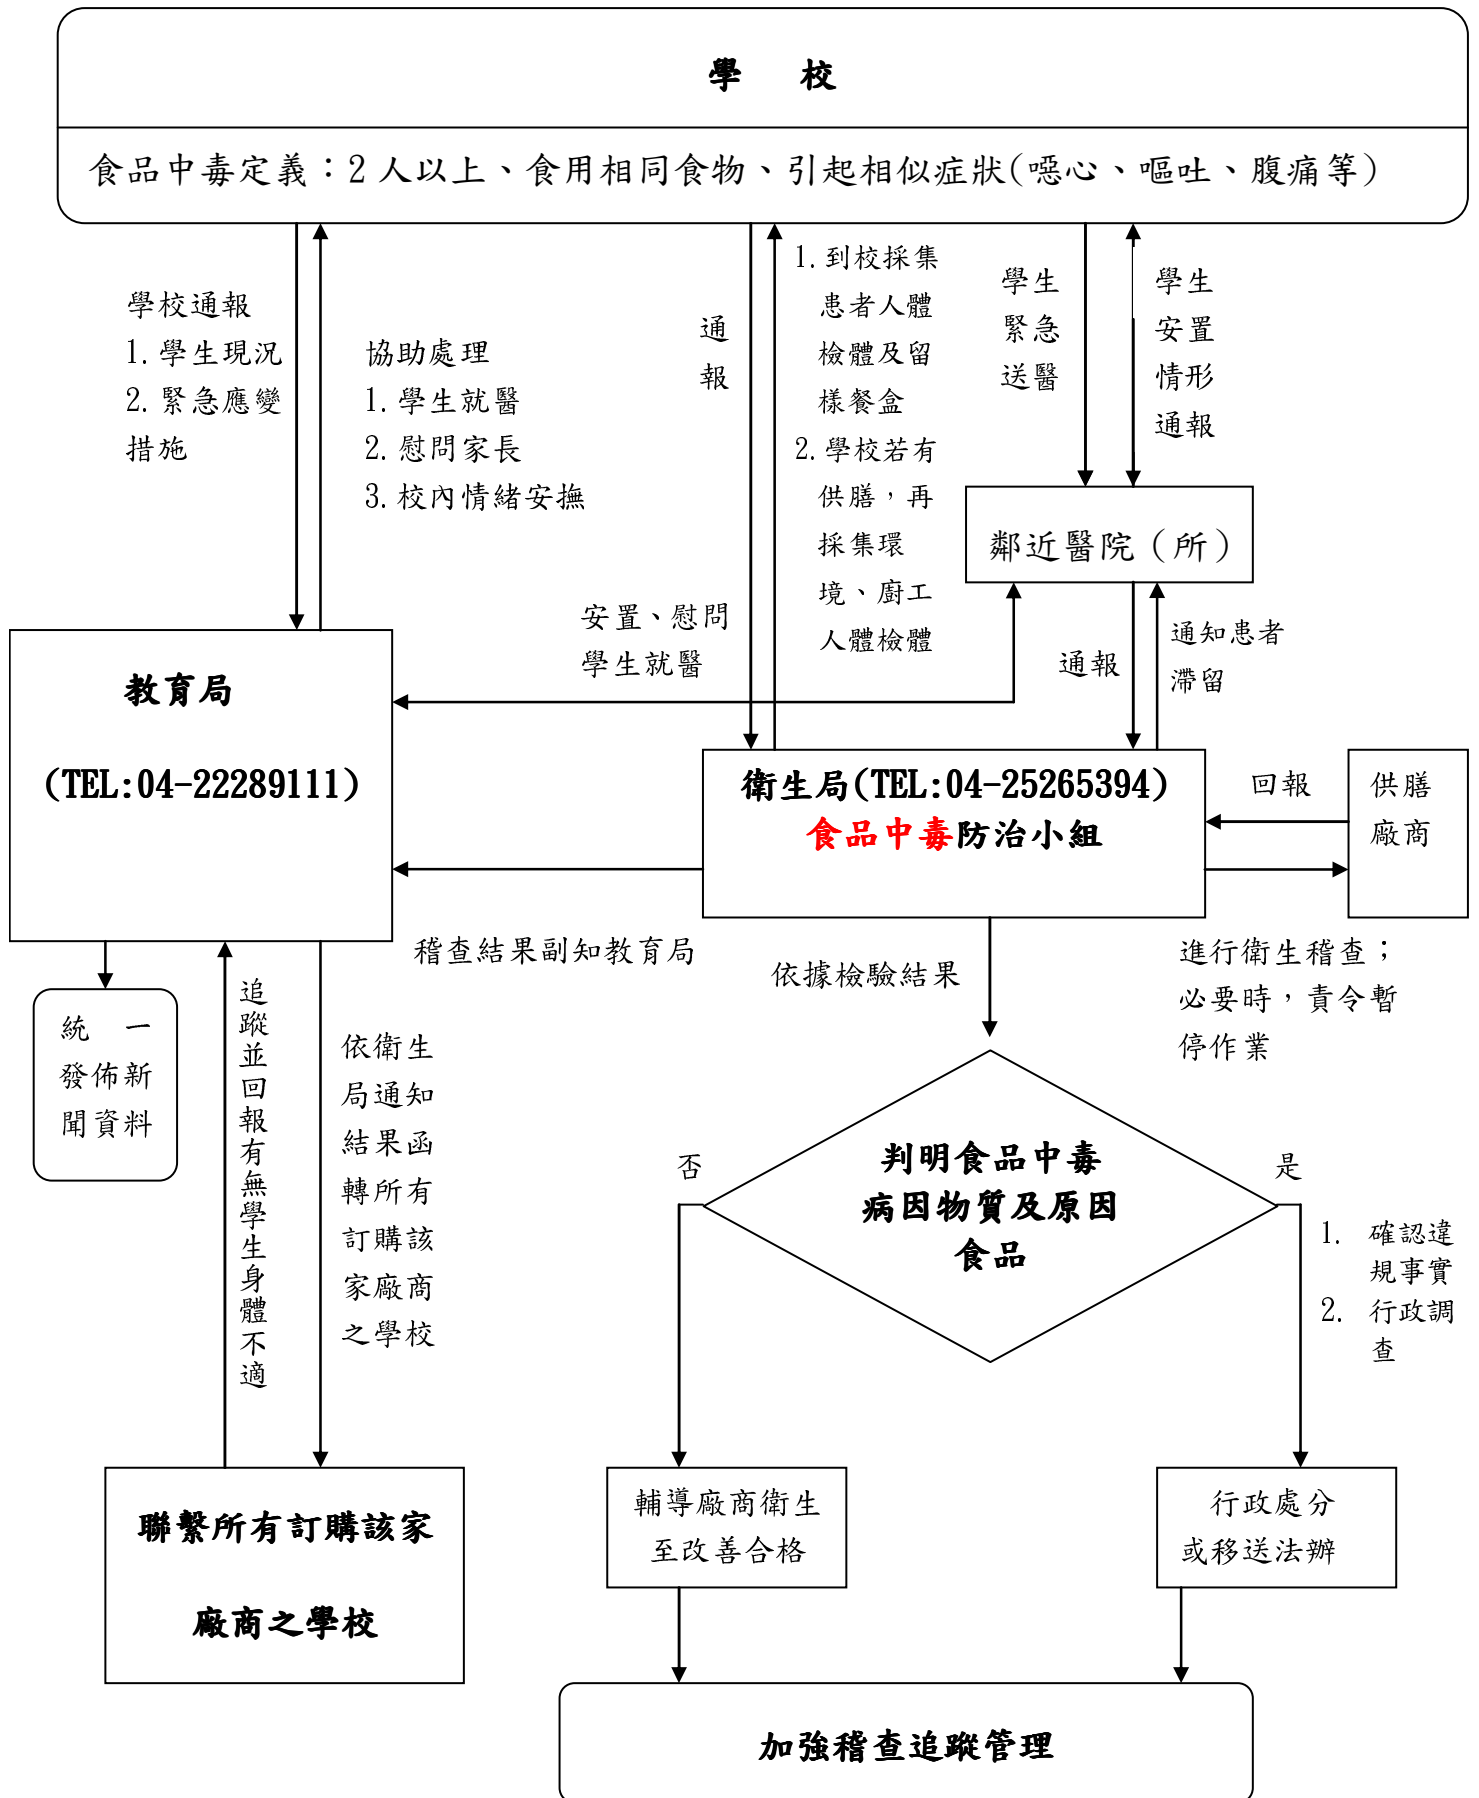 學 校
食品中毒定義：2人以上、食用相同食物、引起相似症狀(噁心、嘔吐、腹痛等)
學校通報
1.學生現況
2.緊急應變
措施
協助處理
1.學生就醫
2.慰問家長
3.校內情緒安撫
通
報
1.到校採集
患者人體
檢體及留
樣餐盒
2.學校若有
供膳，再
採集環
境、廚工
人體檢體
學生
緊急
送醫
學生
安置
情形
通報
鄰近醫院（所）
安置、慰問
學生就醫
通報
通知患者
滯留
教育局
(TEL:04-22289111)
衛生局(TEL:04-25265394)
食品中毒防治小組
回報
供膳
廠商
稽查結果副知教育局
依據檢驗結果
進行衛生稽查；
必要時，責令暫
停作業
統 一
發佈新
聞資料
追蹤並回報有無學生身體不適
依衛生
局通知
結果函
轉所有
訂購該
家廠商
之學校
判明食品中毒
病因物質及原因
食品
否
是
1. 確認違
規事實
2. 行政調
查
聯繫所有訂購該家
廠商之學校
輔導廠商衛生
至改善合格
行政處分
或移送法辦
加強稽查追蹤管理